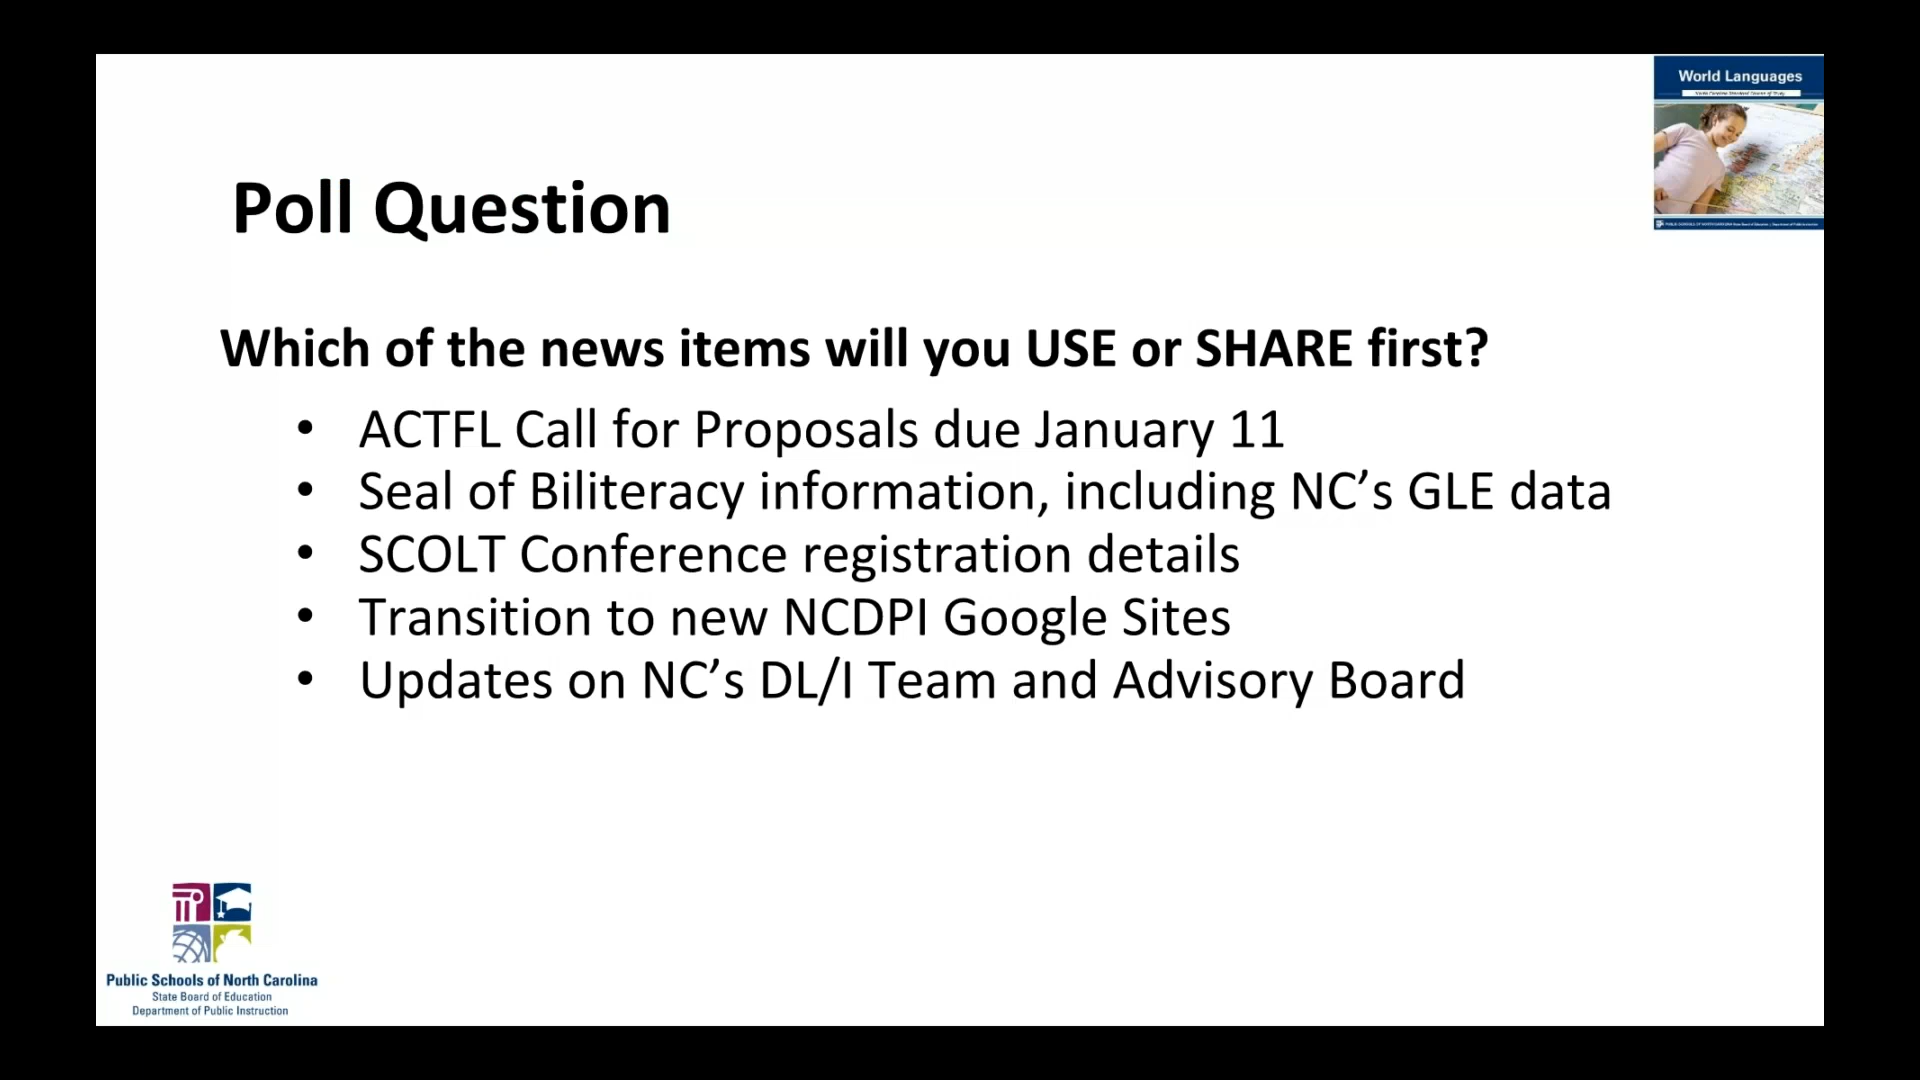 World Languages
Poll Question
Which of the news items will you USE or SHARE first?
• ACTFL Call for Proposals due January 11
• Seal of Biliteracy information, including NC’s GLE data
• SCOLT Conference registration details
• Transition to new NCDPI Google Sites
• Updates on NC’s DL/I Team and Advisory Board
Public Schools of North Carolina
State Board of Education
Department of Public Instruction